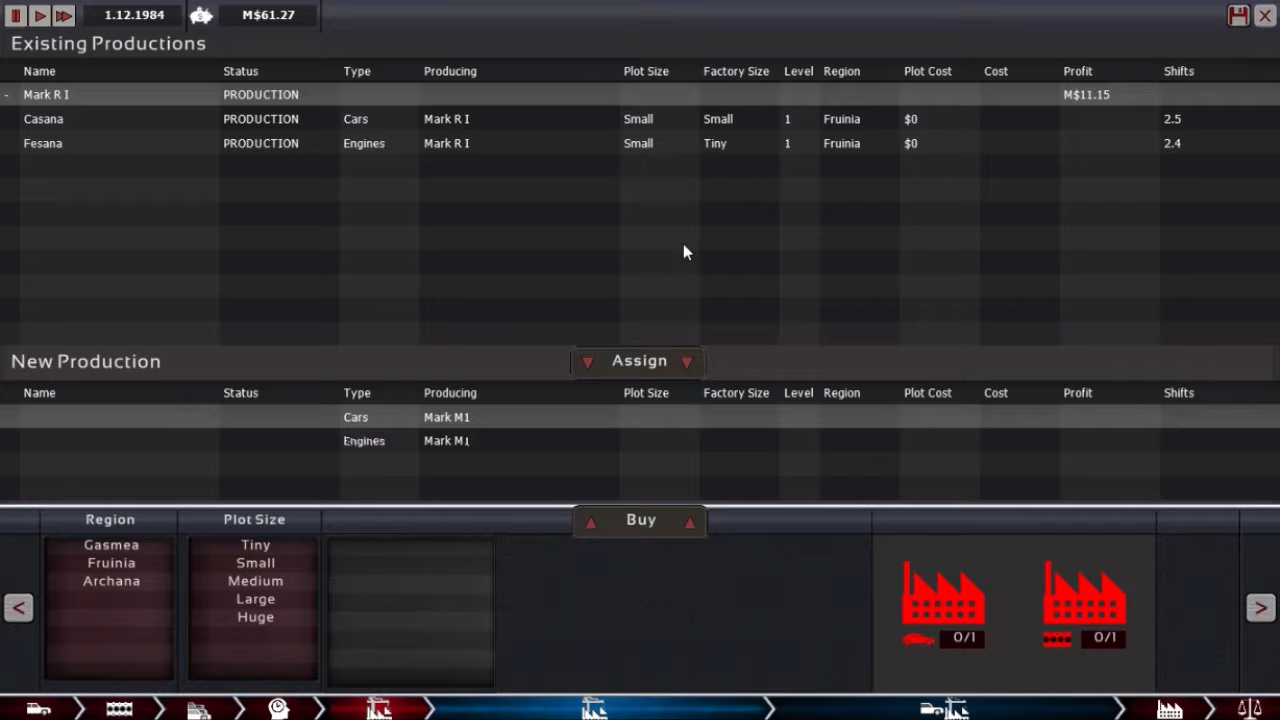 1.12.1984 M$61.27
Existing Productions
Name Status Type Producing Plot Size Factory Size Level Region Plot Cost Cost Profit Shifts
- Mark R I PRODUCTION M$11.15
Casana PRODUCTION Cars Mark R I Small Small 1 Fruinia $0 2.5
Fesana PRODUCTION Engines Mark R I Small Tiny 1 Fruinia $0 2.4
New Production Assign
Name Status Type Producing Plot Size Factory Size Level Region Plot Cost Cost Profit Shifts
Cars Mark M1
Engines Mark M1
Region Plot Size Buy
Gasmea Tiny
Fruinia Small
Archana Medium
Large
Huge
< 0/1 0/1 >